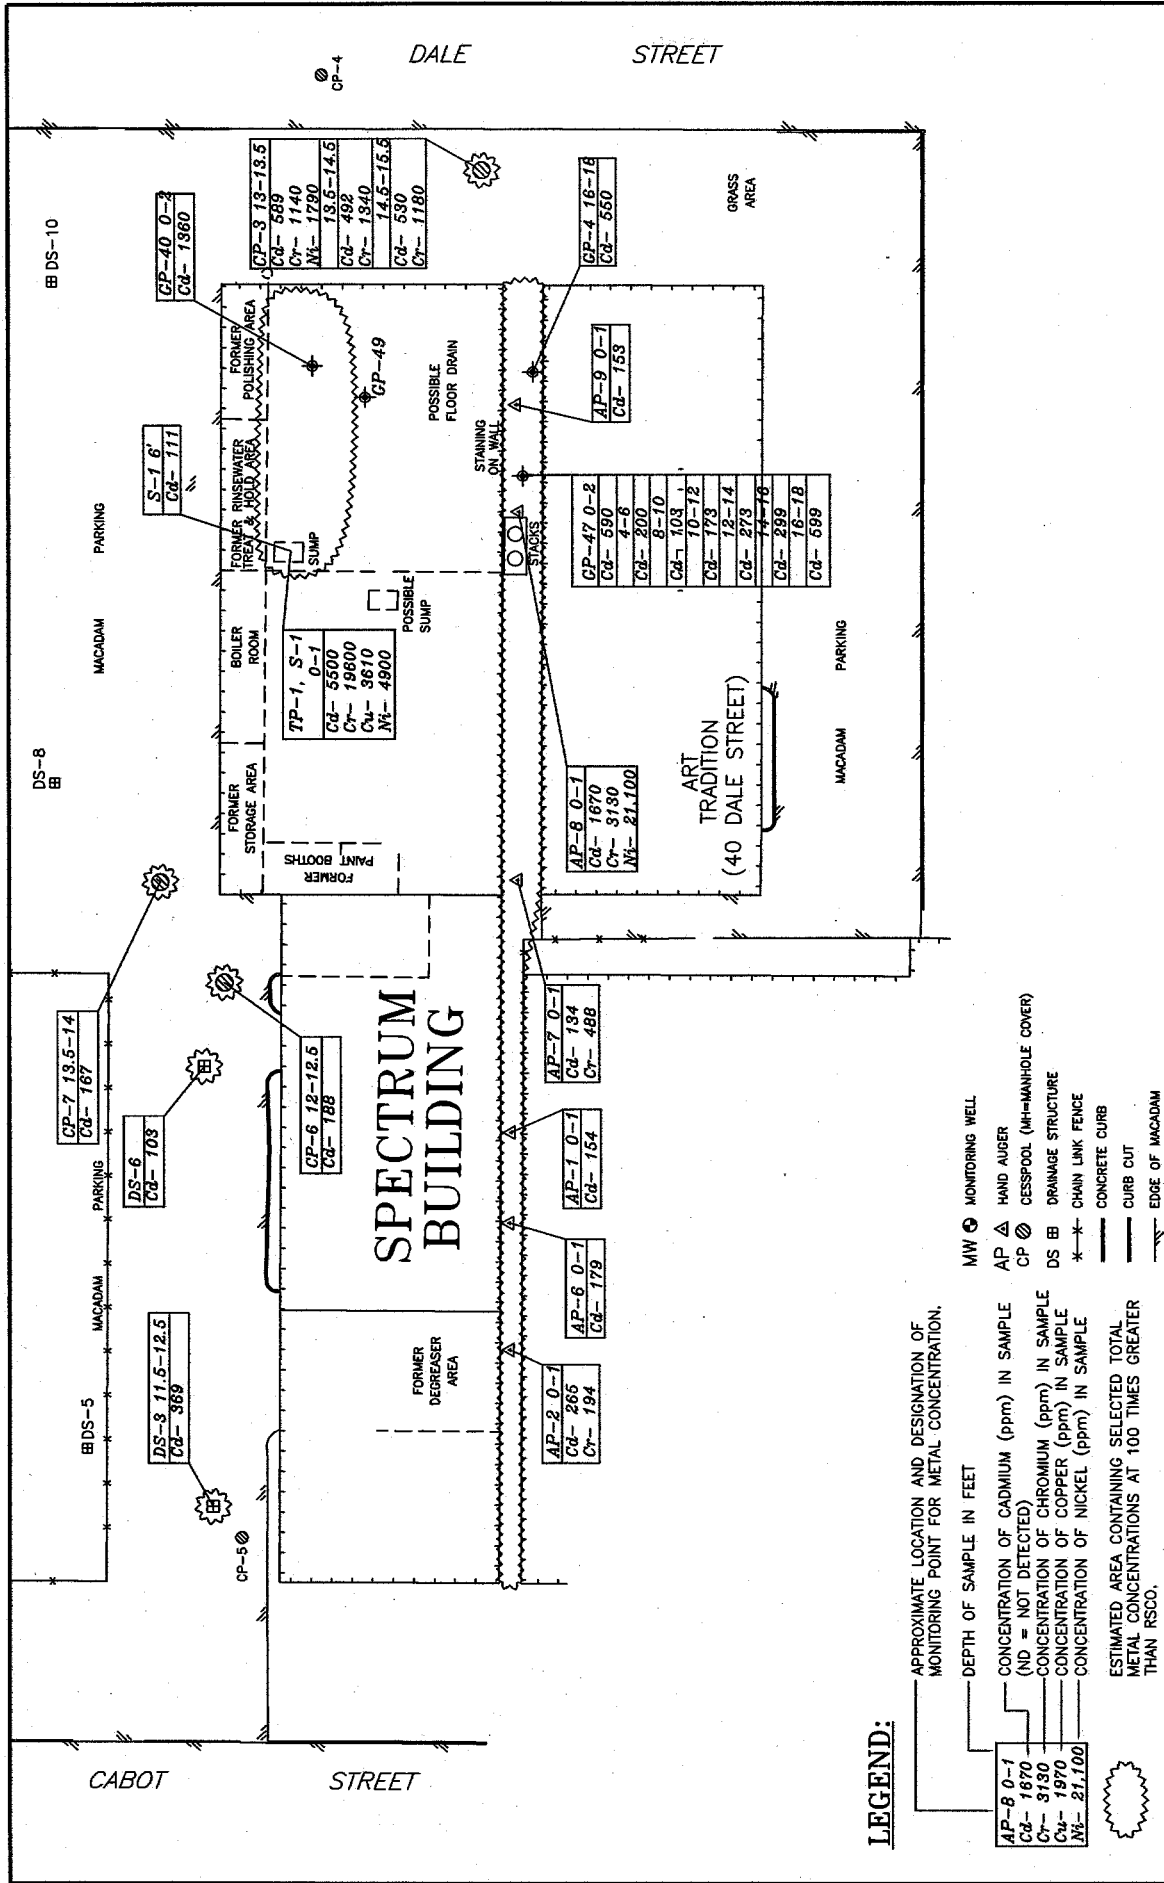 DALE STREET
CP-4
DS-10
GP-40 0-2
Cd- 1360
CP-3 13-13.5
Cd- 589
Cr- 1140
Ni- 1790
13.5-14.5
Cd- 492
Cr- 1340
14.5-15.5
Cd- 530
Cr- 1180
GP-4 16-18
Cd- 550
GRASS
AREA
FORMER
POLISHING AREA
GP-49
POSSIBLE
FLOOR DRAIN
AP-9 0-1
Cd- 153
S-1 6'
Cd- 111
FORMER RINSEWATER
TREAT & HOLD AREA
SUMP
STAINING
ON WALL
STACKS
GP-47 0-2
Cd- 590
4-6
Cd- 200
8-10
Cd- 103
10-12
Cd- 173
12-14
Cd- 273
14-16
Cd- 299
16-18
Cd- 599
MACADAM PARKING
BOILER
ROOM
POSSIBLE
SUMP
TP-1, S-1
0-1
Cd- 5500
Cr- 19600
Cu- 3610
Ni- 4900
MACADAM PARKING
DS-8
FORMER
STORAGE AREA
FORMER
PAINT BOOTHS
AP-8 0-1
Cd- 1670
Cr- 3130
Ni- 21,100
ART
TRADITION
(40 DALE STREET)
CP-7 13.5-14
Cd- 167
DS-6
Cd- 103
CP-6 12-12.5
Cd- 188
SPECTRUM
BUILDING
AP-7 0-1
Cd- 134
Cr- 488
AP-1 0-1
Cd- 154
AP-6 0-1
Cd- 179
MACADAM PARKING
DS-5
DS-3 11.5-12.5
Cd- 369
CP-5
FORMER
DEGREASER
AREA
AP-2 0-1
Cd- 265
Cr- 194
CABOT STREET
LEGEND:
APPROXIMATE LOCATION AND DESIGNATION OF
MONITORING POINT FOR METAL CONCENTRATION.
DEPTH OF SAMPLE IN FEET
AP-8 0-1
Cd- 1670
Cr- 3130
Cu- 1970
Ni- 21,100
CONCENTRATION OF CADMIUM (ppm) IN SAMPLE
(ND = NOT DETECTED)
CONCENTRATION OF CHROMIUM (ppm) IN SAMPLE
CONCENTRATION OF COPPER (ppm) IN SAMPLE
CONCENTRATION OF NICKEL (ppm) IN SAMPLE
ESTIMATED AREA CONTAINING SELECTED TOTAL
METAL CONCENTRATIONS AT 100 TIMES GREATER
THAN RSCO.
MW MONITORING WELL
AP HAND AUGER
CP CESSPOOL (MH=MANHOLE COVER)
DS DRAINAGE STRUCTURE
CHAIN LINK FENCE
CONCRETE CURB
CURB CUT
EDGE OF MACADAM